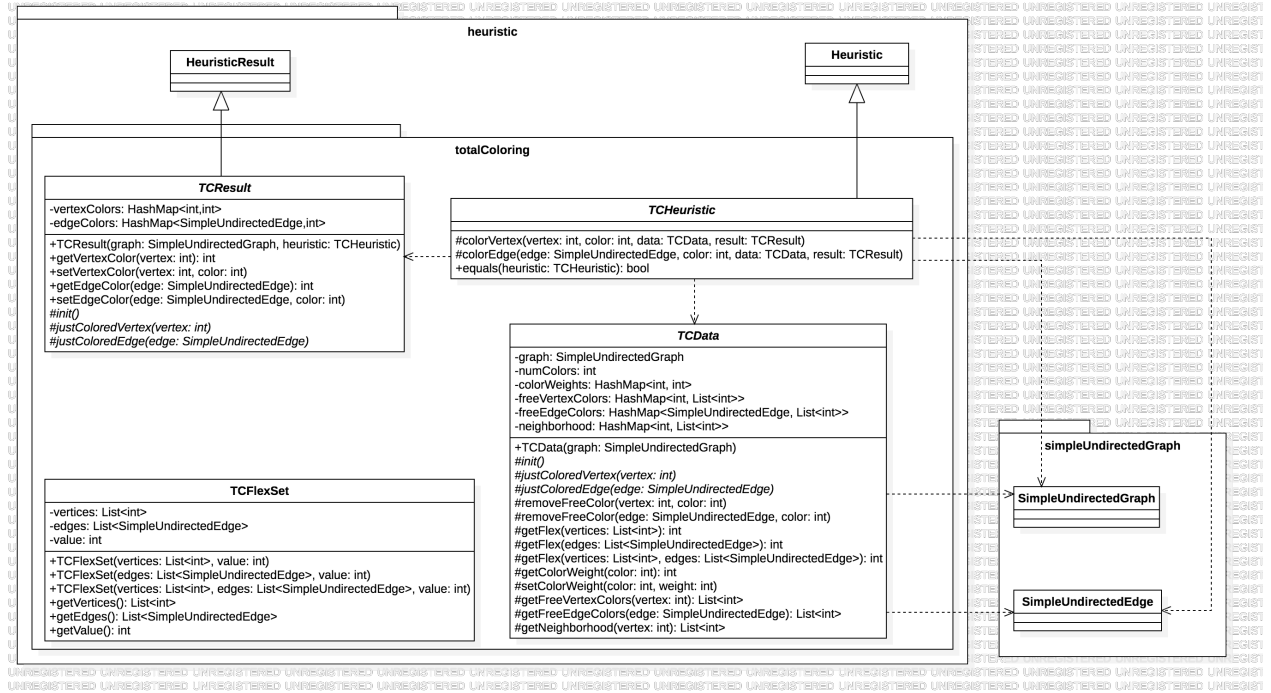 heuristic
HeuristicResult
Heuristic
totalColoring
TCResult
-vertexColors: HashMap<int,int>
-edgeColors: HashMap<SimpleUndirectedEdge,int>
+TCResult(graph: SimpleUndirectedGraph, heuristic: TCHeuristic)
+getVertexColor(vertex: int): int
+setVertexColor(vertex: int, color: int)
+getEdgeColor(edge: SimpleUndirectedEdge): int
+setEdgeColor(edge: SimpleUndirectedEdge, color: int)
#init()
#justColoredVertex(vertex: int)
#justColoredEdge(edge: SimpleUndirectedEdge)
TCHeuristic
#colorVertex(vertex: int, color: int, data: TCData, result: TCResult)
#colorEdge(edge: SimpleUndirectedEdge, color: int, data: TCData, result: TCResult)
+equals(heuristic: TCHeuristic): bool
TCData
-graph: SimpleUndirectedGraph
-numColors: int
-colorWeights: HashMap<int, int>
-freeVertexColors: HashMap<int, List<int>>
-freeEdgeColors: HashMap<SimpleUndirectedEdge, List<int>>
-neighborhood: HashMap<int, List<int>>
+TCData(graph: SimpleUndirectedGraph)
#init()
#justColoredVertex(vertex: int)
#justColoredEdge(edge: SimpleUndirectedEdge)
#removeFreeColor(vertex: int, color: int)
#removeFreeColor(edge: SimpleUndirectedEdge, color: int)
#getFlex(vertices: List<int>): int
#getFlex(edges: List<SimpleUndirectedEdge>): int
#getFlex(vertices: List<int>, edges: List<SimpleUndirectedEdge>): int
#getColorWeight(color: int): int
#setColorWeight(color: int, weight: int)
#getFreeVertexColors(vertex: int): List<int>
#getFreeEdgeColors(edge: SimpleUndirectedEdge): List<int>
#getNeighborhood(vertex: int): List<int>
TCFlexSet
-vertices: List<int>
-edges: List<SimpleUndirectedEdge>
-value: int
+TCFlexSet(vertices: List<int>, value: int)
+TCFlexSet(edges: List<SimpleUndirectedEdge>, value: int)
+TCFlexSet(vertices: List<int>, edges: List<SimpleUndirectedEdge>, value: int)
+getVertices(): List<int>
+getEdges(): List<SimpleUndirectedEdge>
+getValue(): int
simpleUndirectedGraph
SimpleUndirectedGraph
SimpleUndirectedEdge